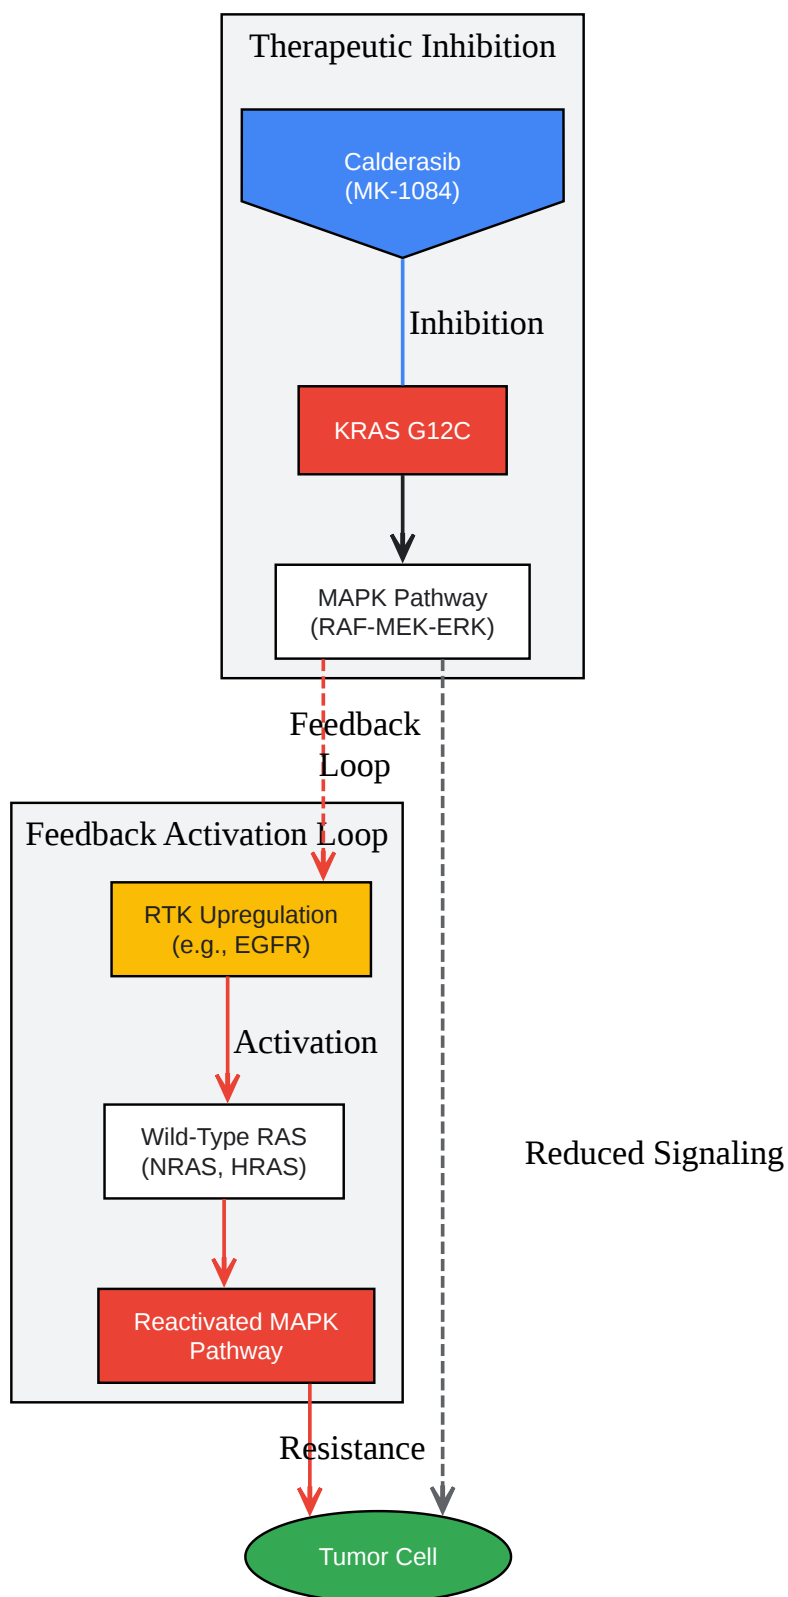 Therapeutic Inhibition
Calderasib
(MK-1084)
Inhibition
KRAS G12C
MAPK Pathway
(RAF-MEK-ERK)
Feedback
Loop
Feedback Activation Loop
RTK Upregulation
(e.g., EGFR)
Activation
Wild-Type RAS
(NRAS, HRAS)
Reduced Signaling
Reactivated MAPK
Pathway
Resistance
Tumor Cell